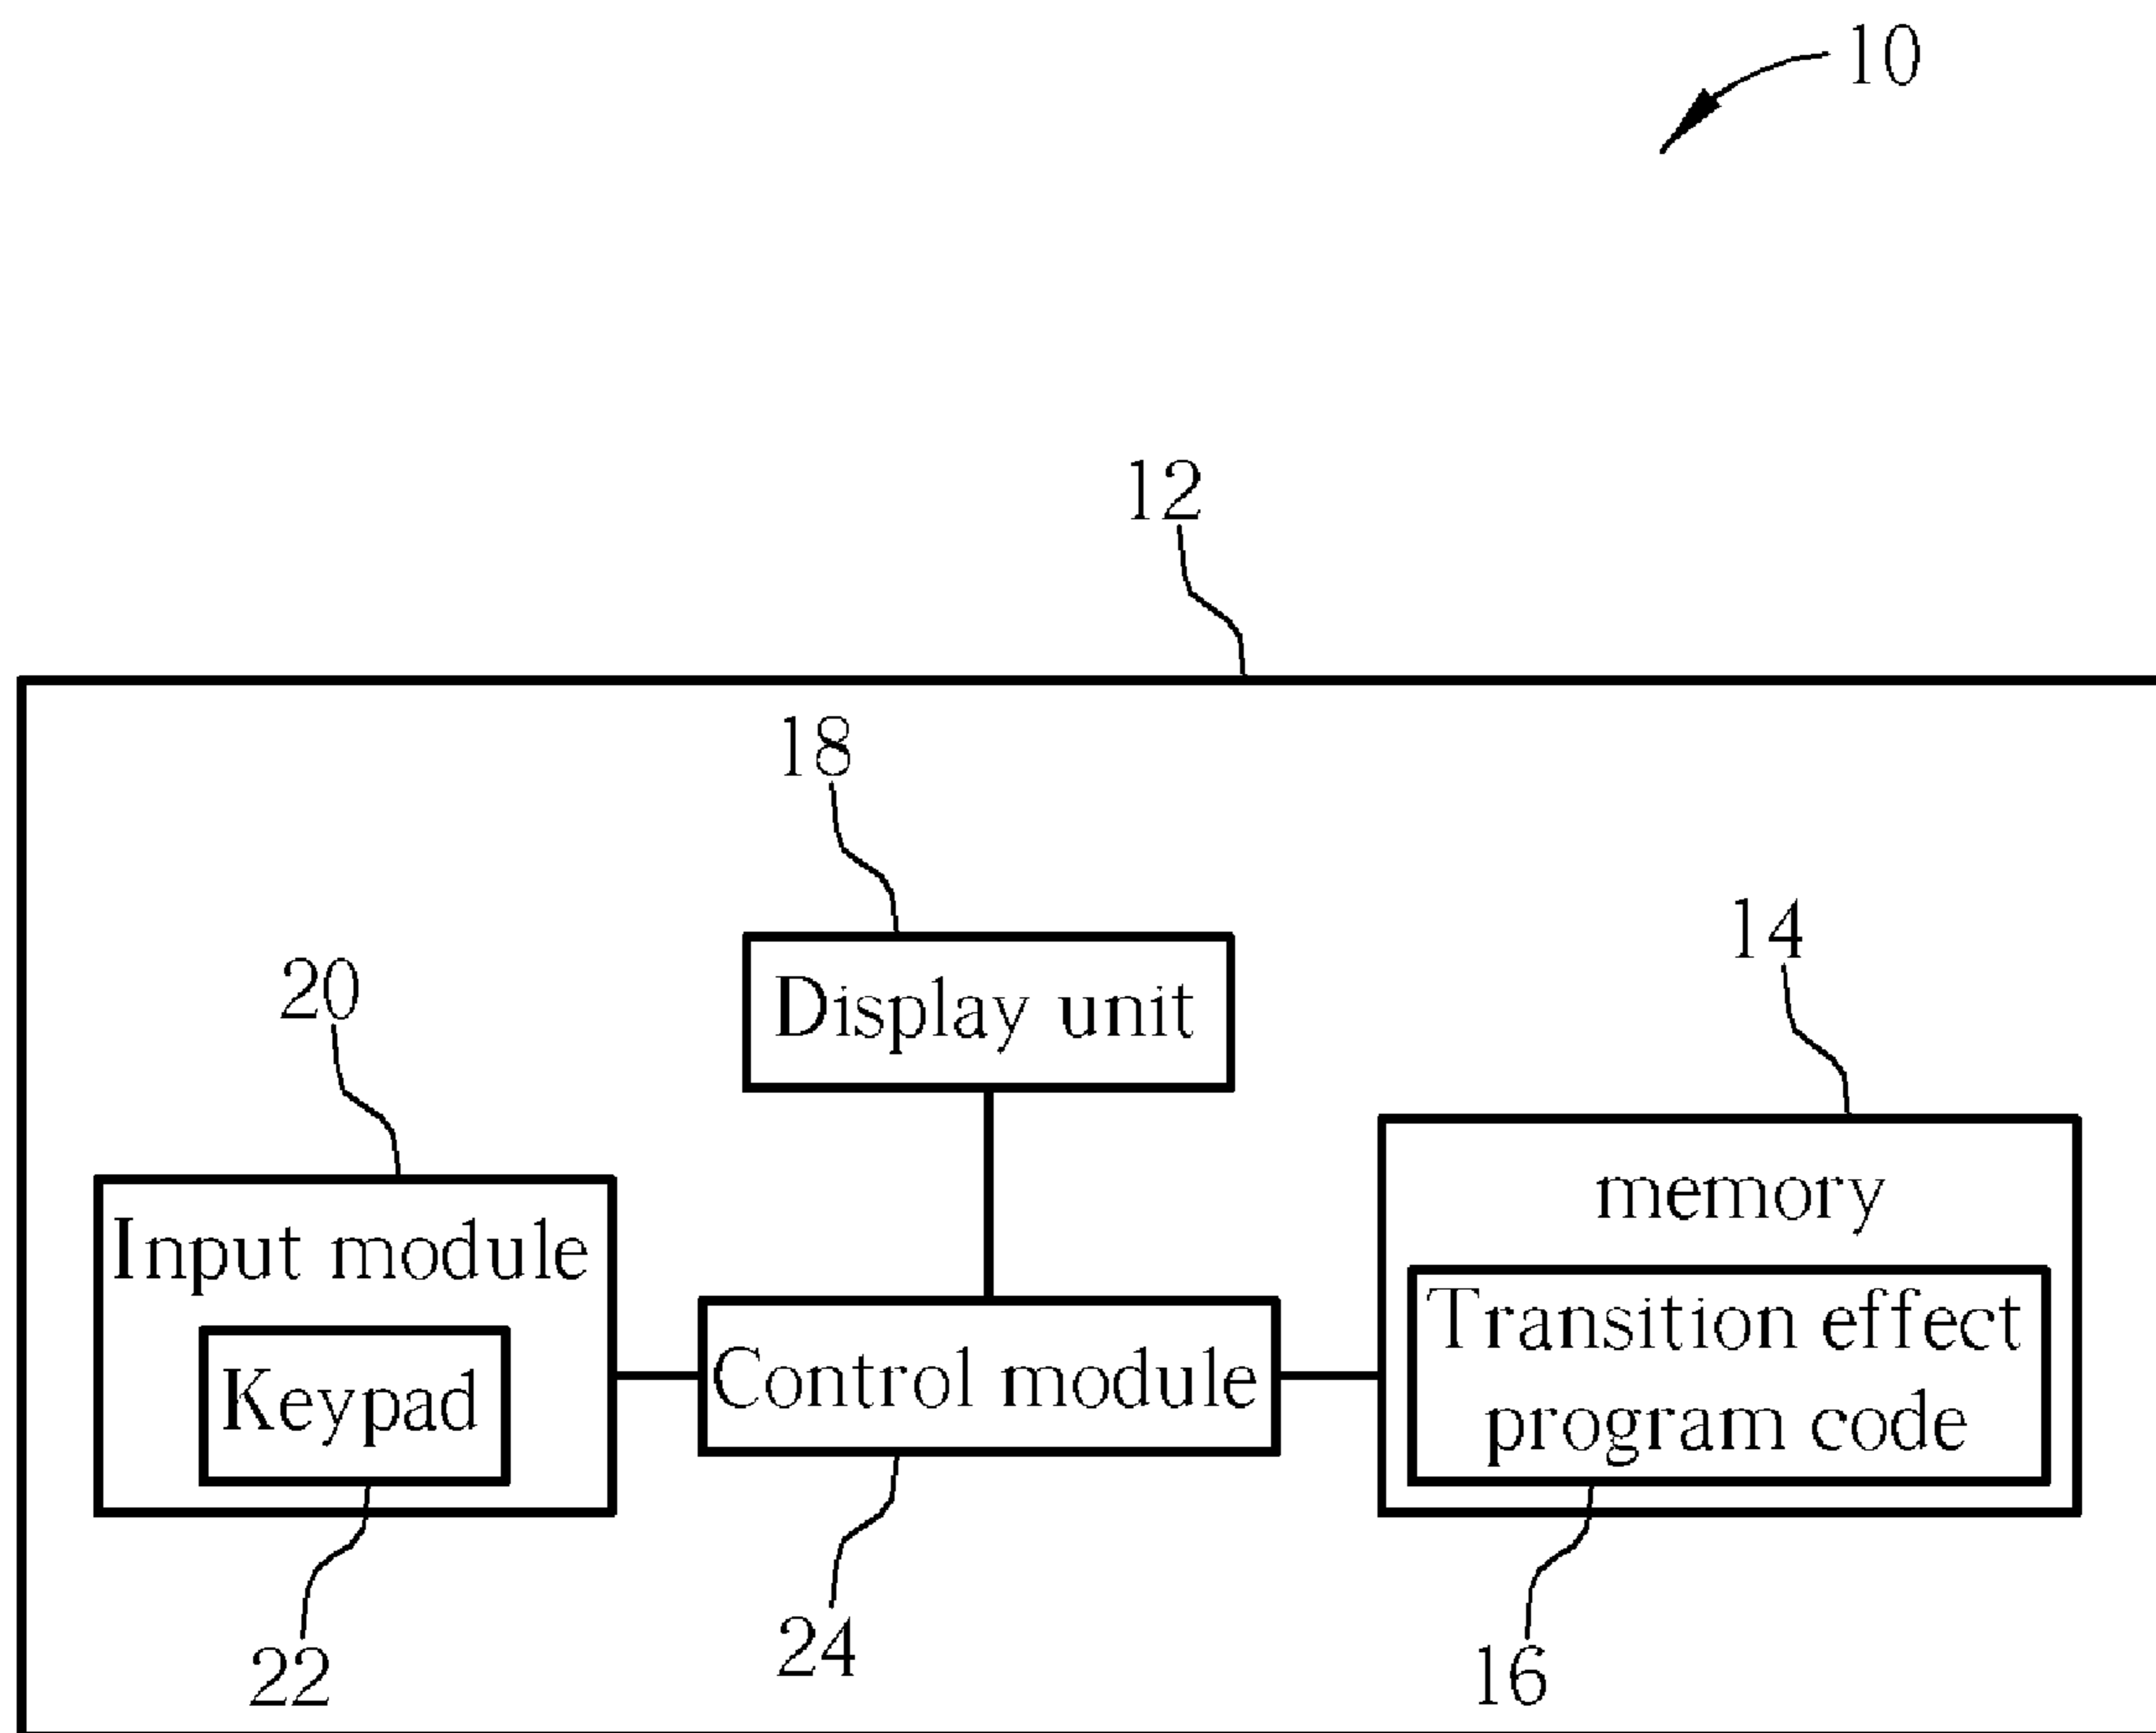 10
12
18
14
20
Display unit
memory
Input module
Transition effect
program code
Control module
Keypad
24
22
16